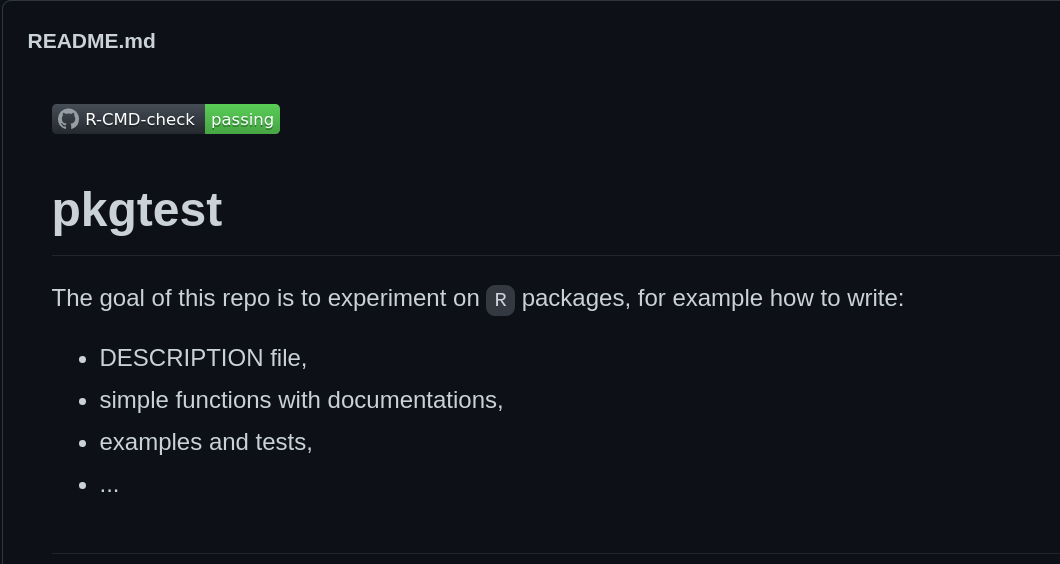 README.md
R-CMD-check passing
pkgtest
The goal of this repo is to experiment on R packages, for example how to write:
• DESCRIPTION file,
• simple functions with documentations,
• examples and tests,
• ...